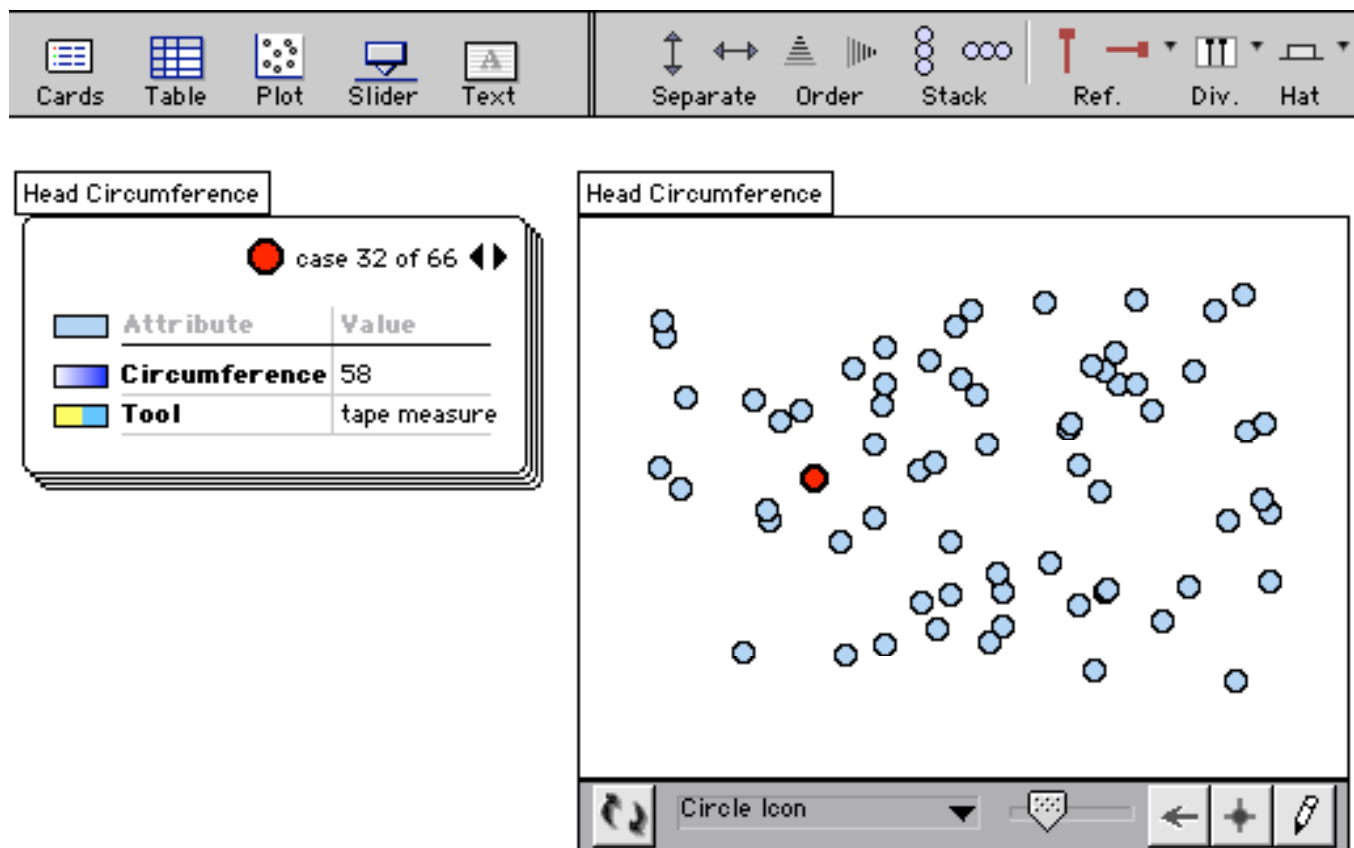 Cards Table Plot Slider Text Separate Order Stack Ref. Div. Hat
Head Circumference
case 32 of 66
Attribute Value
Circumference 58
Tool tape measure
Head Circumference
Circle Icon